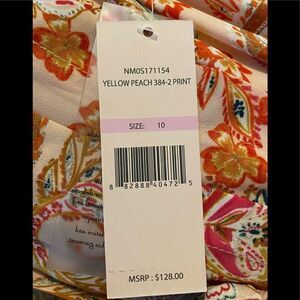 NM0S171154
YELLOW PEACH 384-2 PRINT
SIZE: 10
8 82888 40472 5
MSRP : $128.00